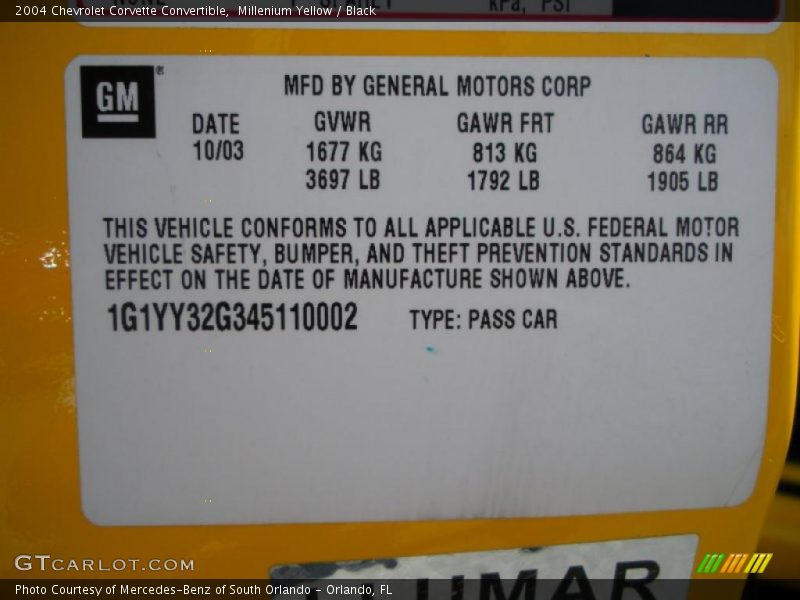 2004 Chevrolet Corvette Convertible,  Millenium Yellow / Black
kPa, PSI
GM
MFD BY GENERAL MOTORS CORP
DATE GVWR GAWR FRT GAWR RR
10/03 1677 KG 813 KG 864 KG
3697 LB 1792 LB 1905 LB
THIS VEHICLE CONFORMS TO ALL APPLICABLE U.S. FEDERAL MOTOR
VEHICLE SAFETY, BUMPER, AND THEFT PREVENTION STANDARDS IN
EFFECT ON THE DATE OF MANUFACTURE SHOWN ABOVE.
1G1YY32G345110002 TYPE: PASS CAR
GTCARLOT.COM
Photo Courtesy of Mercedes-Benz of South Orlando - Orlando, FL